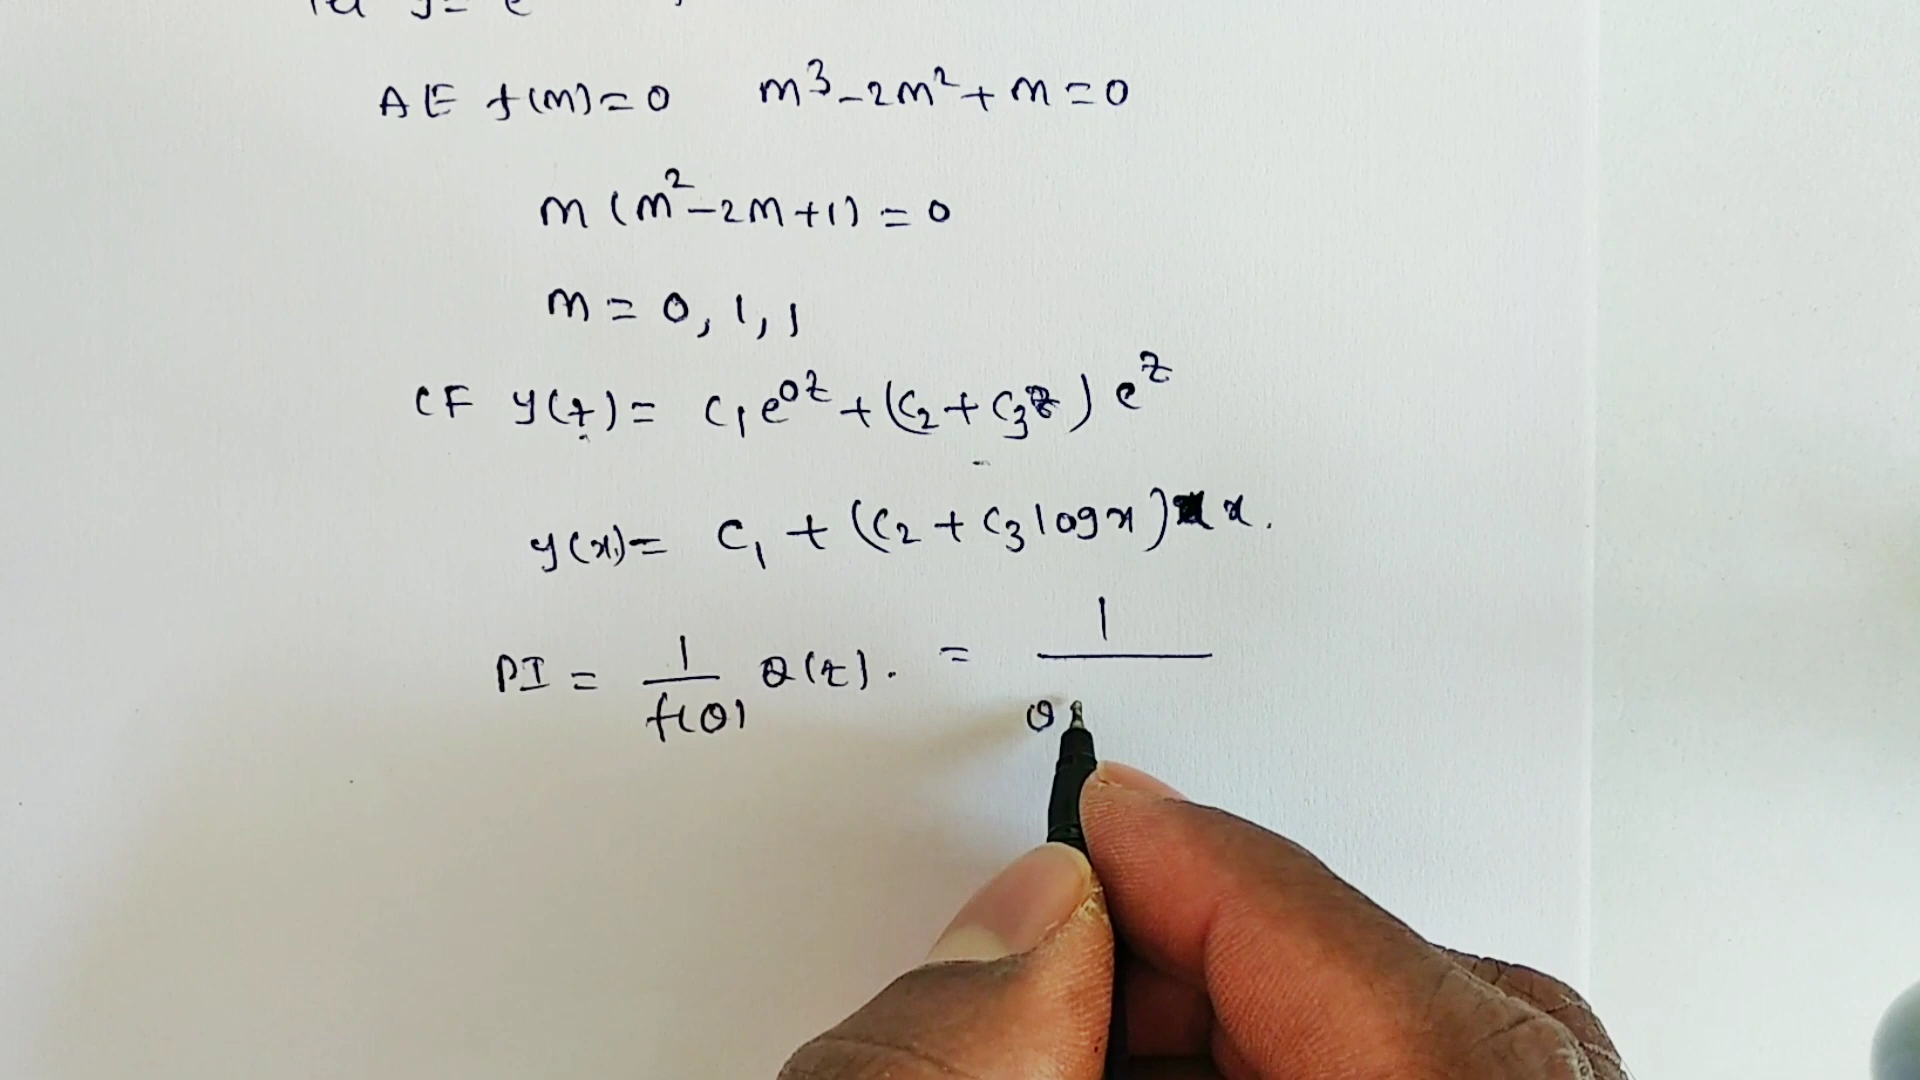 y = e
AE f(m)=0 m³-2m²+m=0
m(m²-2m+1)=0
m=0,1,1
CF y(z)= c₁e⁰ᶻ+(c₂+c₃z)eᶻ
y(x)= c₁+(c₂+c₃logx)x.
PI = 1/f(θ) Q(z). = 1/θ